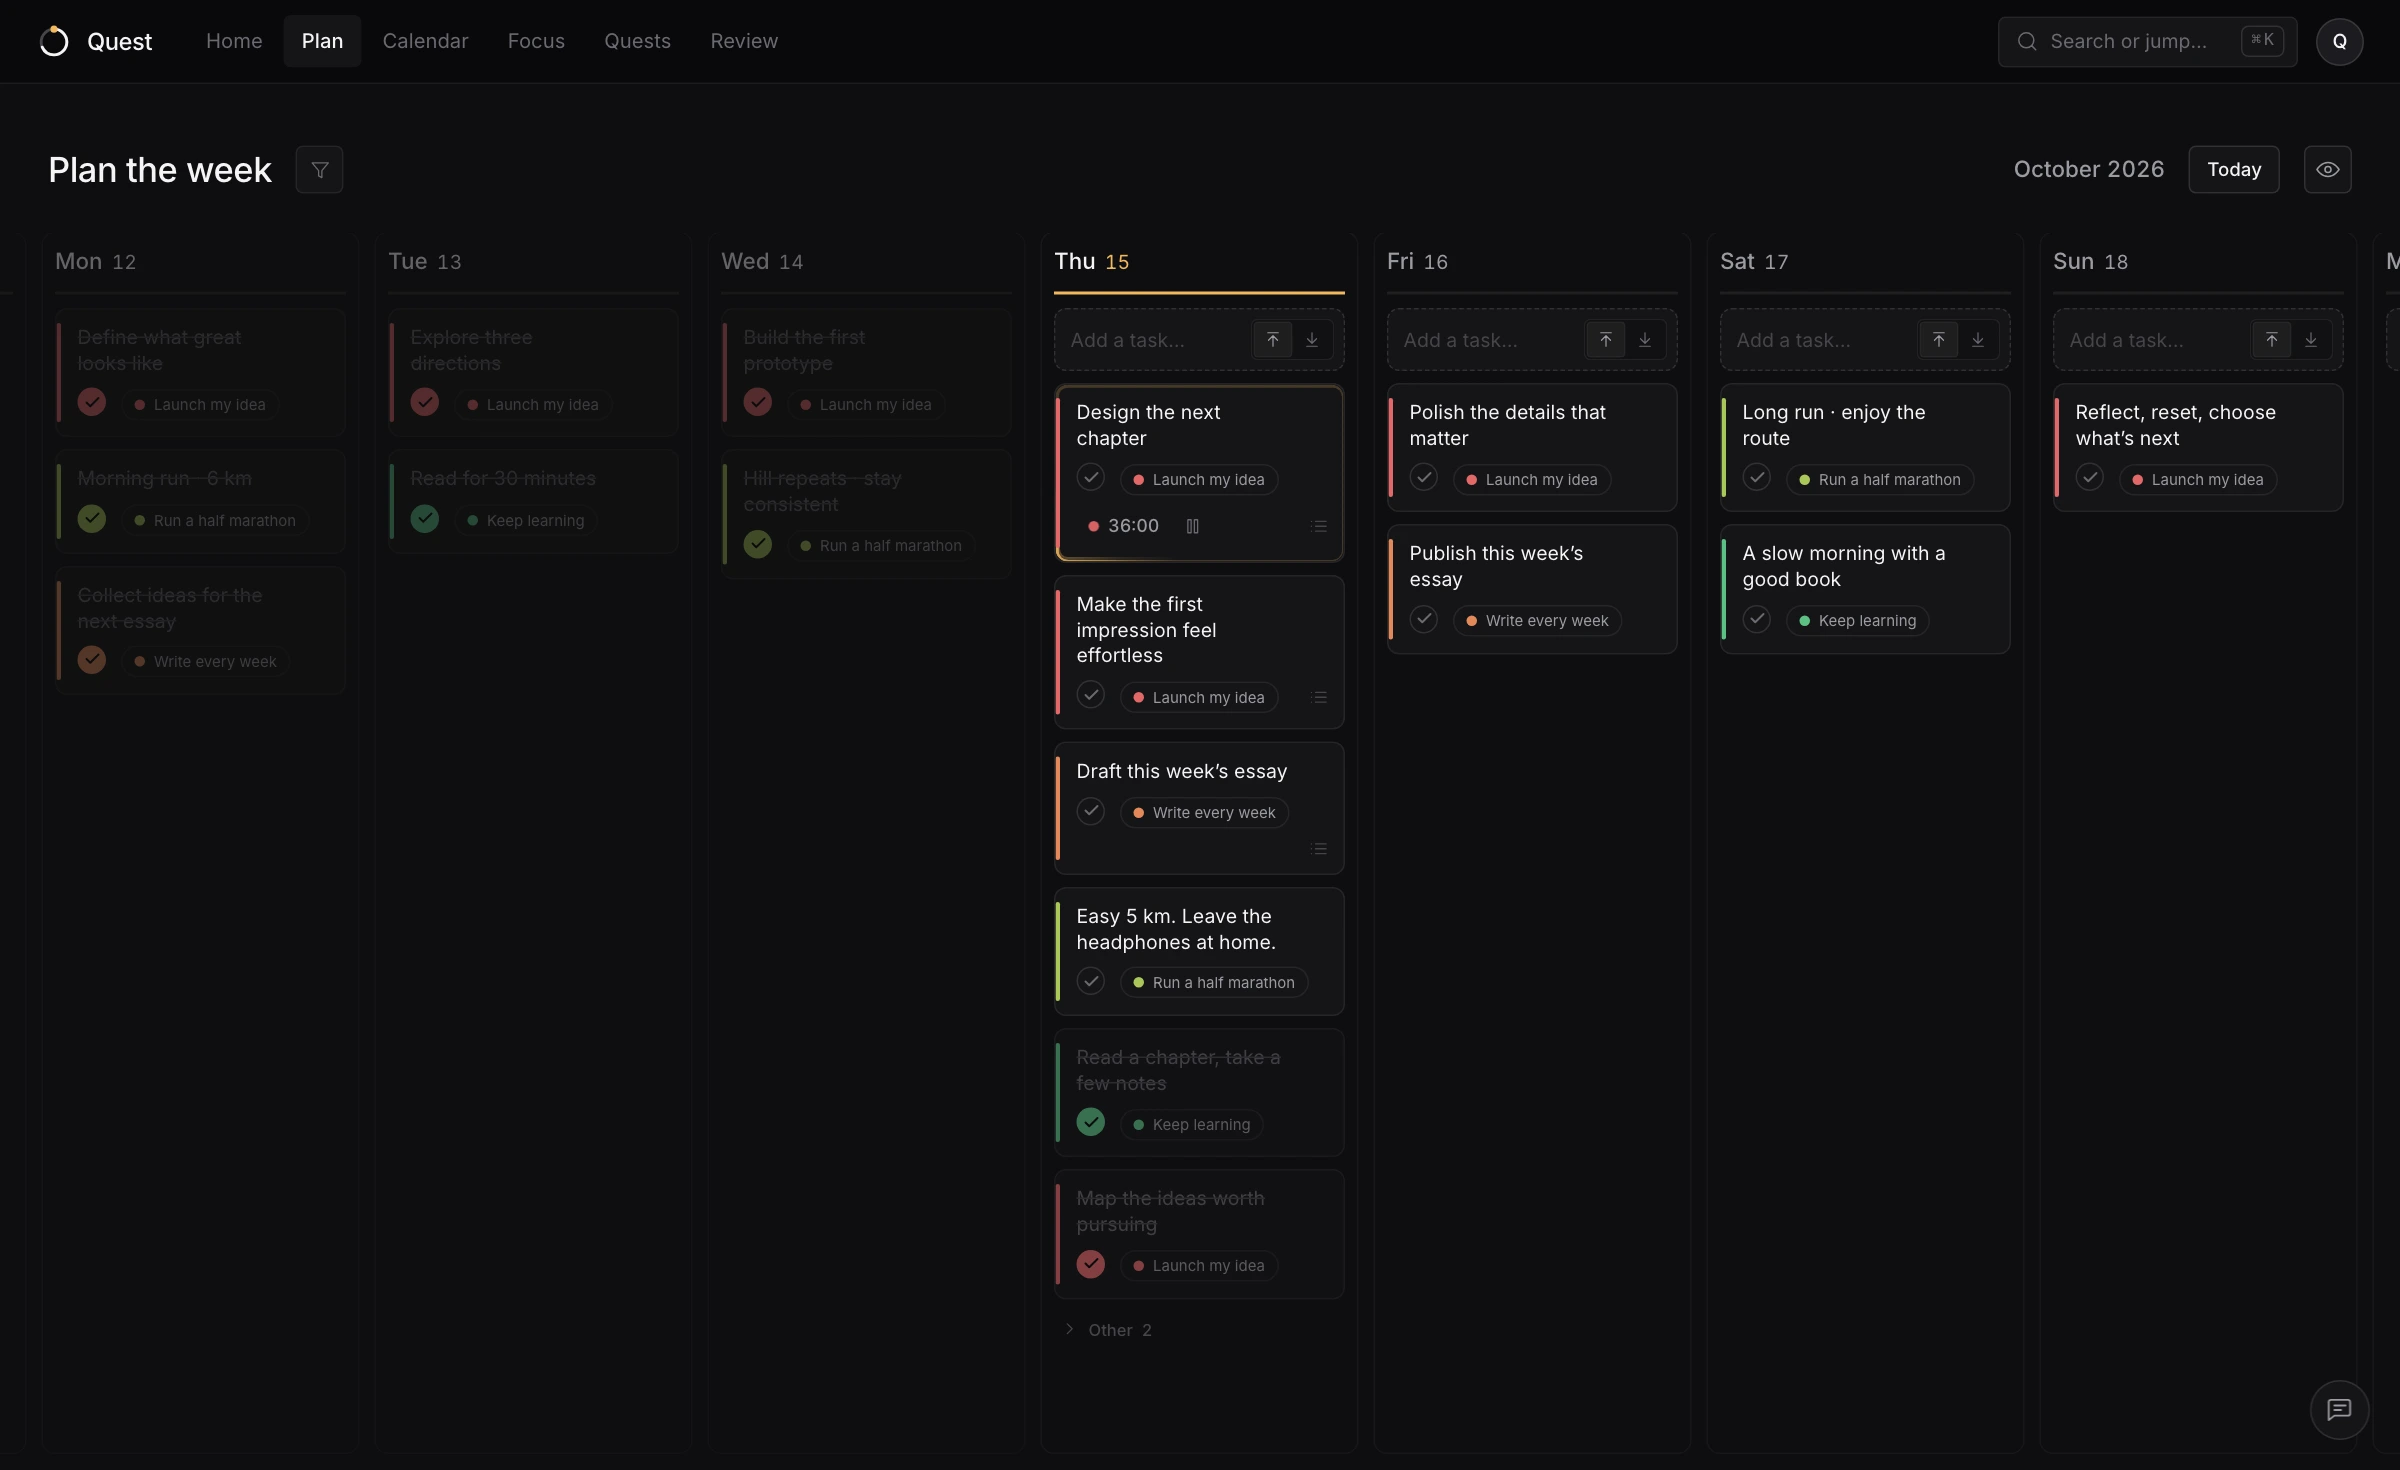 Quest
Home
Plan
Calendar
Focus
Quests
Review
Search or jump...
⌘K
Q
Plan the week
October 2026
Today
Mon 12
Define what great
looks like
Launch my idea
Morning run · 6 km
Run a half marathon
Collect ideas for the
next essay
Write every week
Tue 13
Explore three
directions
Launch my idea
Read for 30 minutes
Keep learning
Wed 14
Build the first
prototype
Launch my idea
Hill repeats · stay
consistent
Run a half marathon
Thu 15
Add a task...
Design the next
chapter
Launch my idea
36:00
Make the first
impression feel
effortless
Launch my idea
Draft this week’s essay
Write every week
Easy 5 km. Leave the
headphones at home.
Run a half marathon
Read a chapter, take a
few notes
Keep learning
Map the ideas worth
pursuing
Launch my idea
Other 2
Fri 16
Add a task...
Polish the details that
matter
Launch my idea
Publish this week’s
essay
Write every week
Sat 17
Add a task...
Long run · enjoy the
route
Run a half marathon
A slow morning with a
good book
Keep learning
Sun 18
Add a task...
Reflect, reset, choose
what’s next
Launch my idea